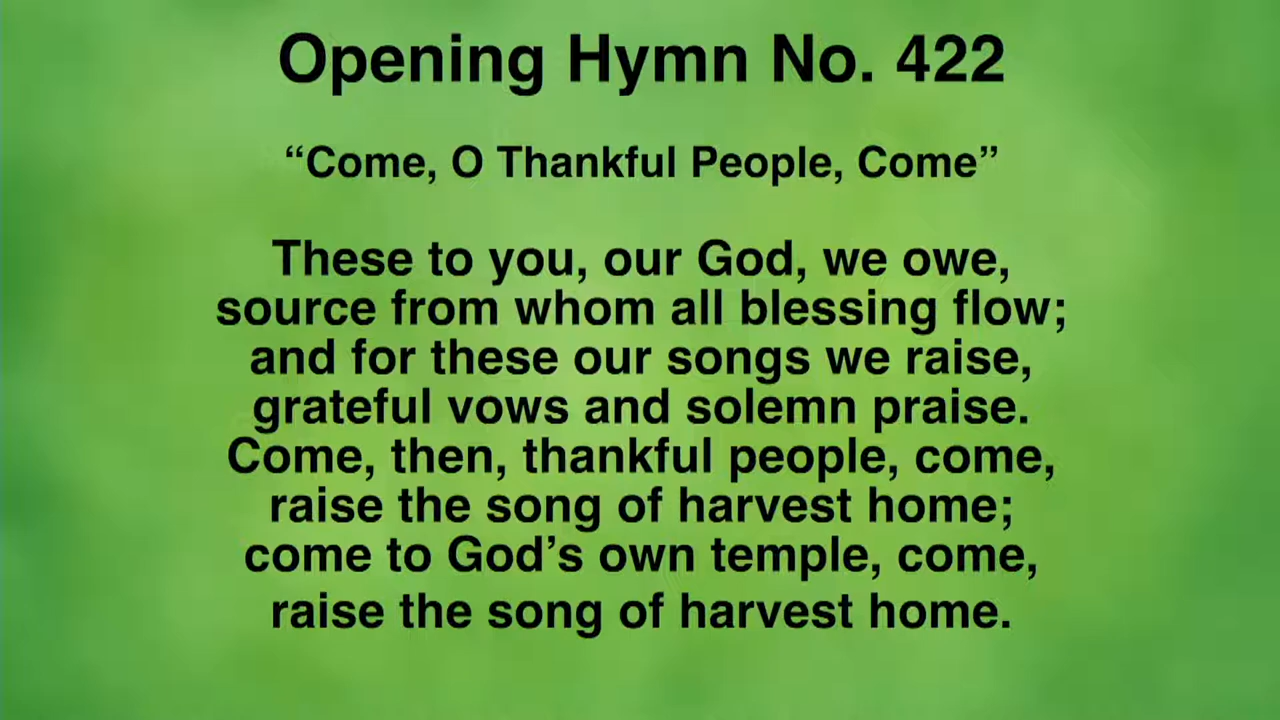 Opening Hymn No. 422
“Come, O Thankful People, Come”
These to you, our God, we owe,
source from whom all blessing flow;
and for these our songs we raise,
grateful vows and solemn praise.
Come, then, thankful people, come,
raise the song of harvest home;
come to God’s own temple, come,
raise the song of harvest home.